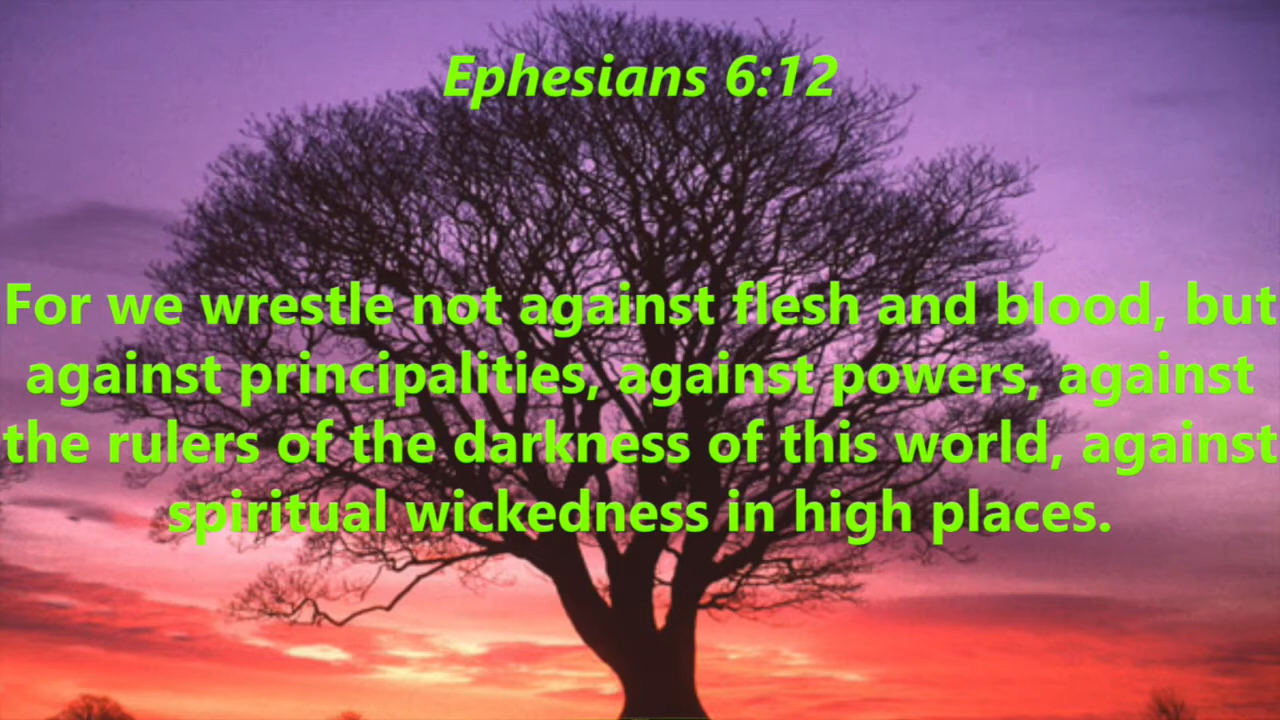 Ephesians 6:12
For we wrestle not against flesh and blood, but
against principalities, against powers, against
the rulers of the darkness of this world, against
spiritual wickedness in high places.